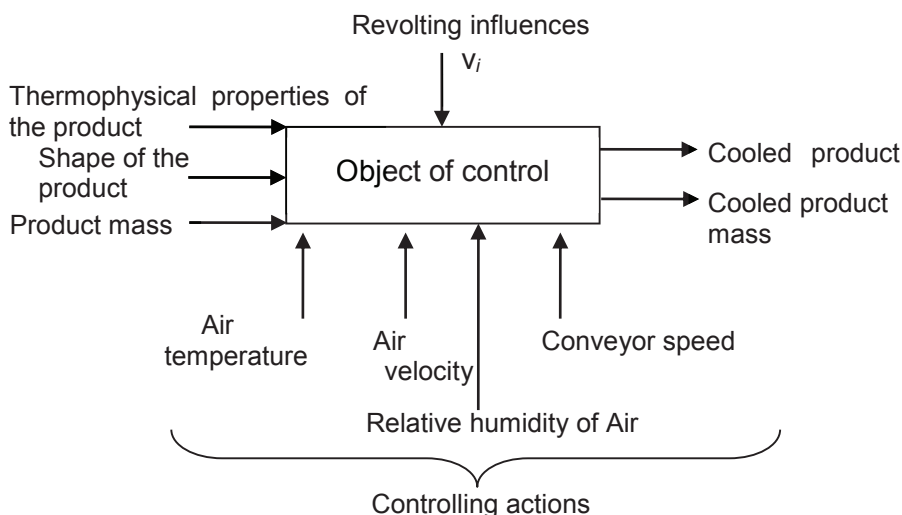 Revolting influences
vi
Thermophysical properties of
the product
Shape of the
product
Product mass
Object of control
Cooled product
Cooled product
mass
Air
temperature
Air
velocity
Conveyor speed
Relative humidity of Air
Controlling actions